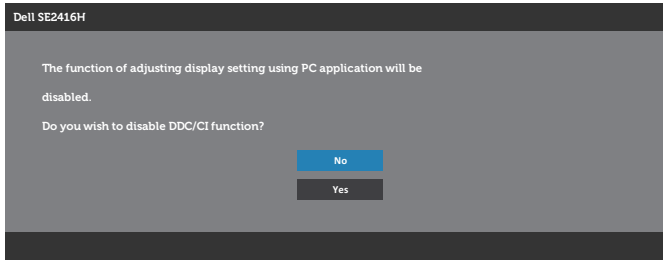 Dell SE2416H
The function of adjusting display setting using PC application will be
disabled.
Do you wish to disable DDC/CI function?
No
Yes